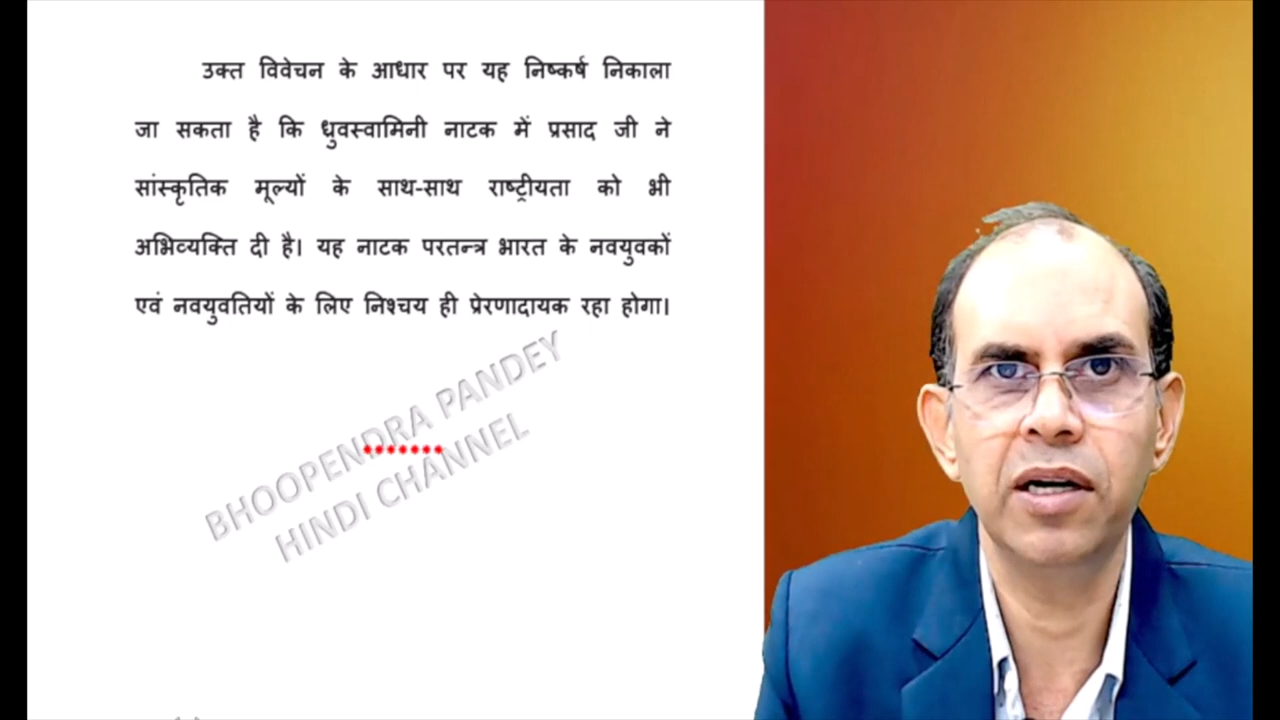 उक्त विवेचन के आधार पर यह निष्कर्ष निकाला
जा सकता है कि ध्रुवस्वामिनी नाटक में प्रसाद जी ने
सांस्कृतिक मूल्यों के साथ-साथ राष्ट्रीयता को भी
अभिव्यक्ति दी है। यह नाटक परतन्त्र भारत के नवयुवकों
एवं नवयुवतियों के लिए निश्चय ही प्रेरणादायक रहा होगा।
BHOOPENDRA PANDEY
HINDI CHANNEL